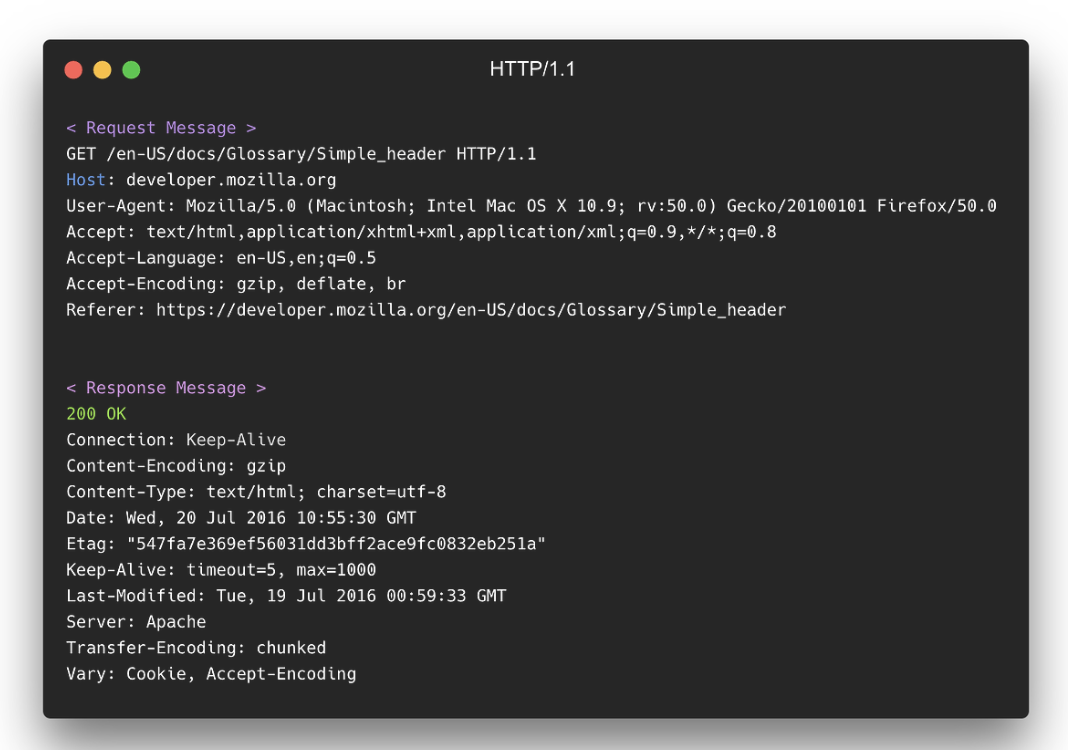 HTTP/1.1
< Request Message >
GET /en-US/docs/Glossary/Simple_header HTTP/1.1
Host: developer.mozilla.org
User-Agent: Mozilla/5.0 (Macintosh; Intel Mac OS X 10.9; rv:50.0) Gecko/20100101 Firefox/50.0
Accept: text/html,application/xhtml+xml,application/xml;q=0.9,*/*;q=0.8
Accept-Language: en-US,en;q=0.5
Accept-Encoding: gzip, deflate, br
Referer: https://developer.mozilla.org/en-US/docs/Glossary/Simple_header
< Response Message >
200 OK
Connection: Keep-Alive
Content-Encoding: gzip
Content-Type: text/html; charset=utf-8
Date: Wed, 20 Jul 2016 10:55:30 GMT
Etag: "547fa7e369ef56031dd3bff2ace9fc0832eb251a"
Keep-Alive: timeout=5, max=1000
Last-Modified: Tue, 19 Jul 2016 00:59:33 GMT
Server: Apache
Transfer-Encoding: chunked
Vary: Cookie, Accept-Encoding